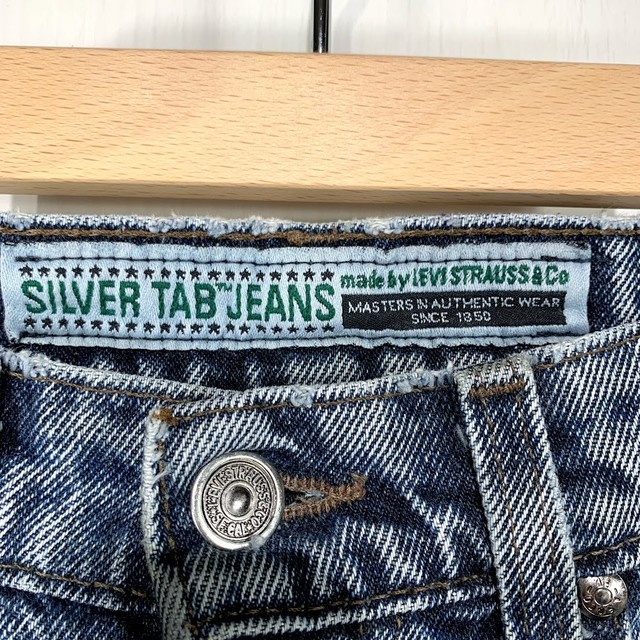 SILVER TAB™ JEANS
made by LEVI STRAUSS & Co
MASTERS IN AUTHENTIC WEAR
SINCE 1850
LEVI STRAUSS & CO